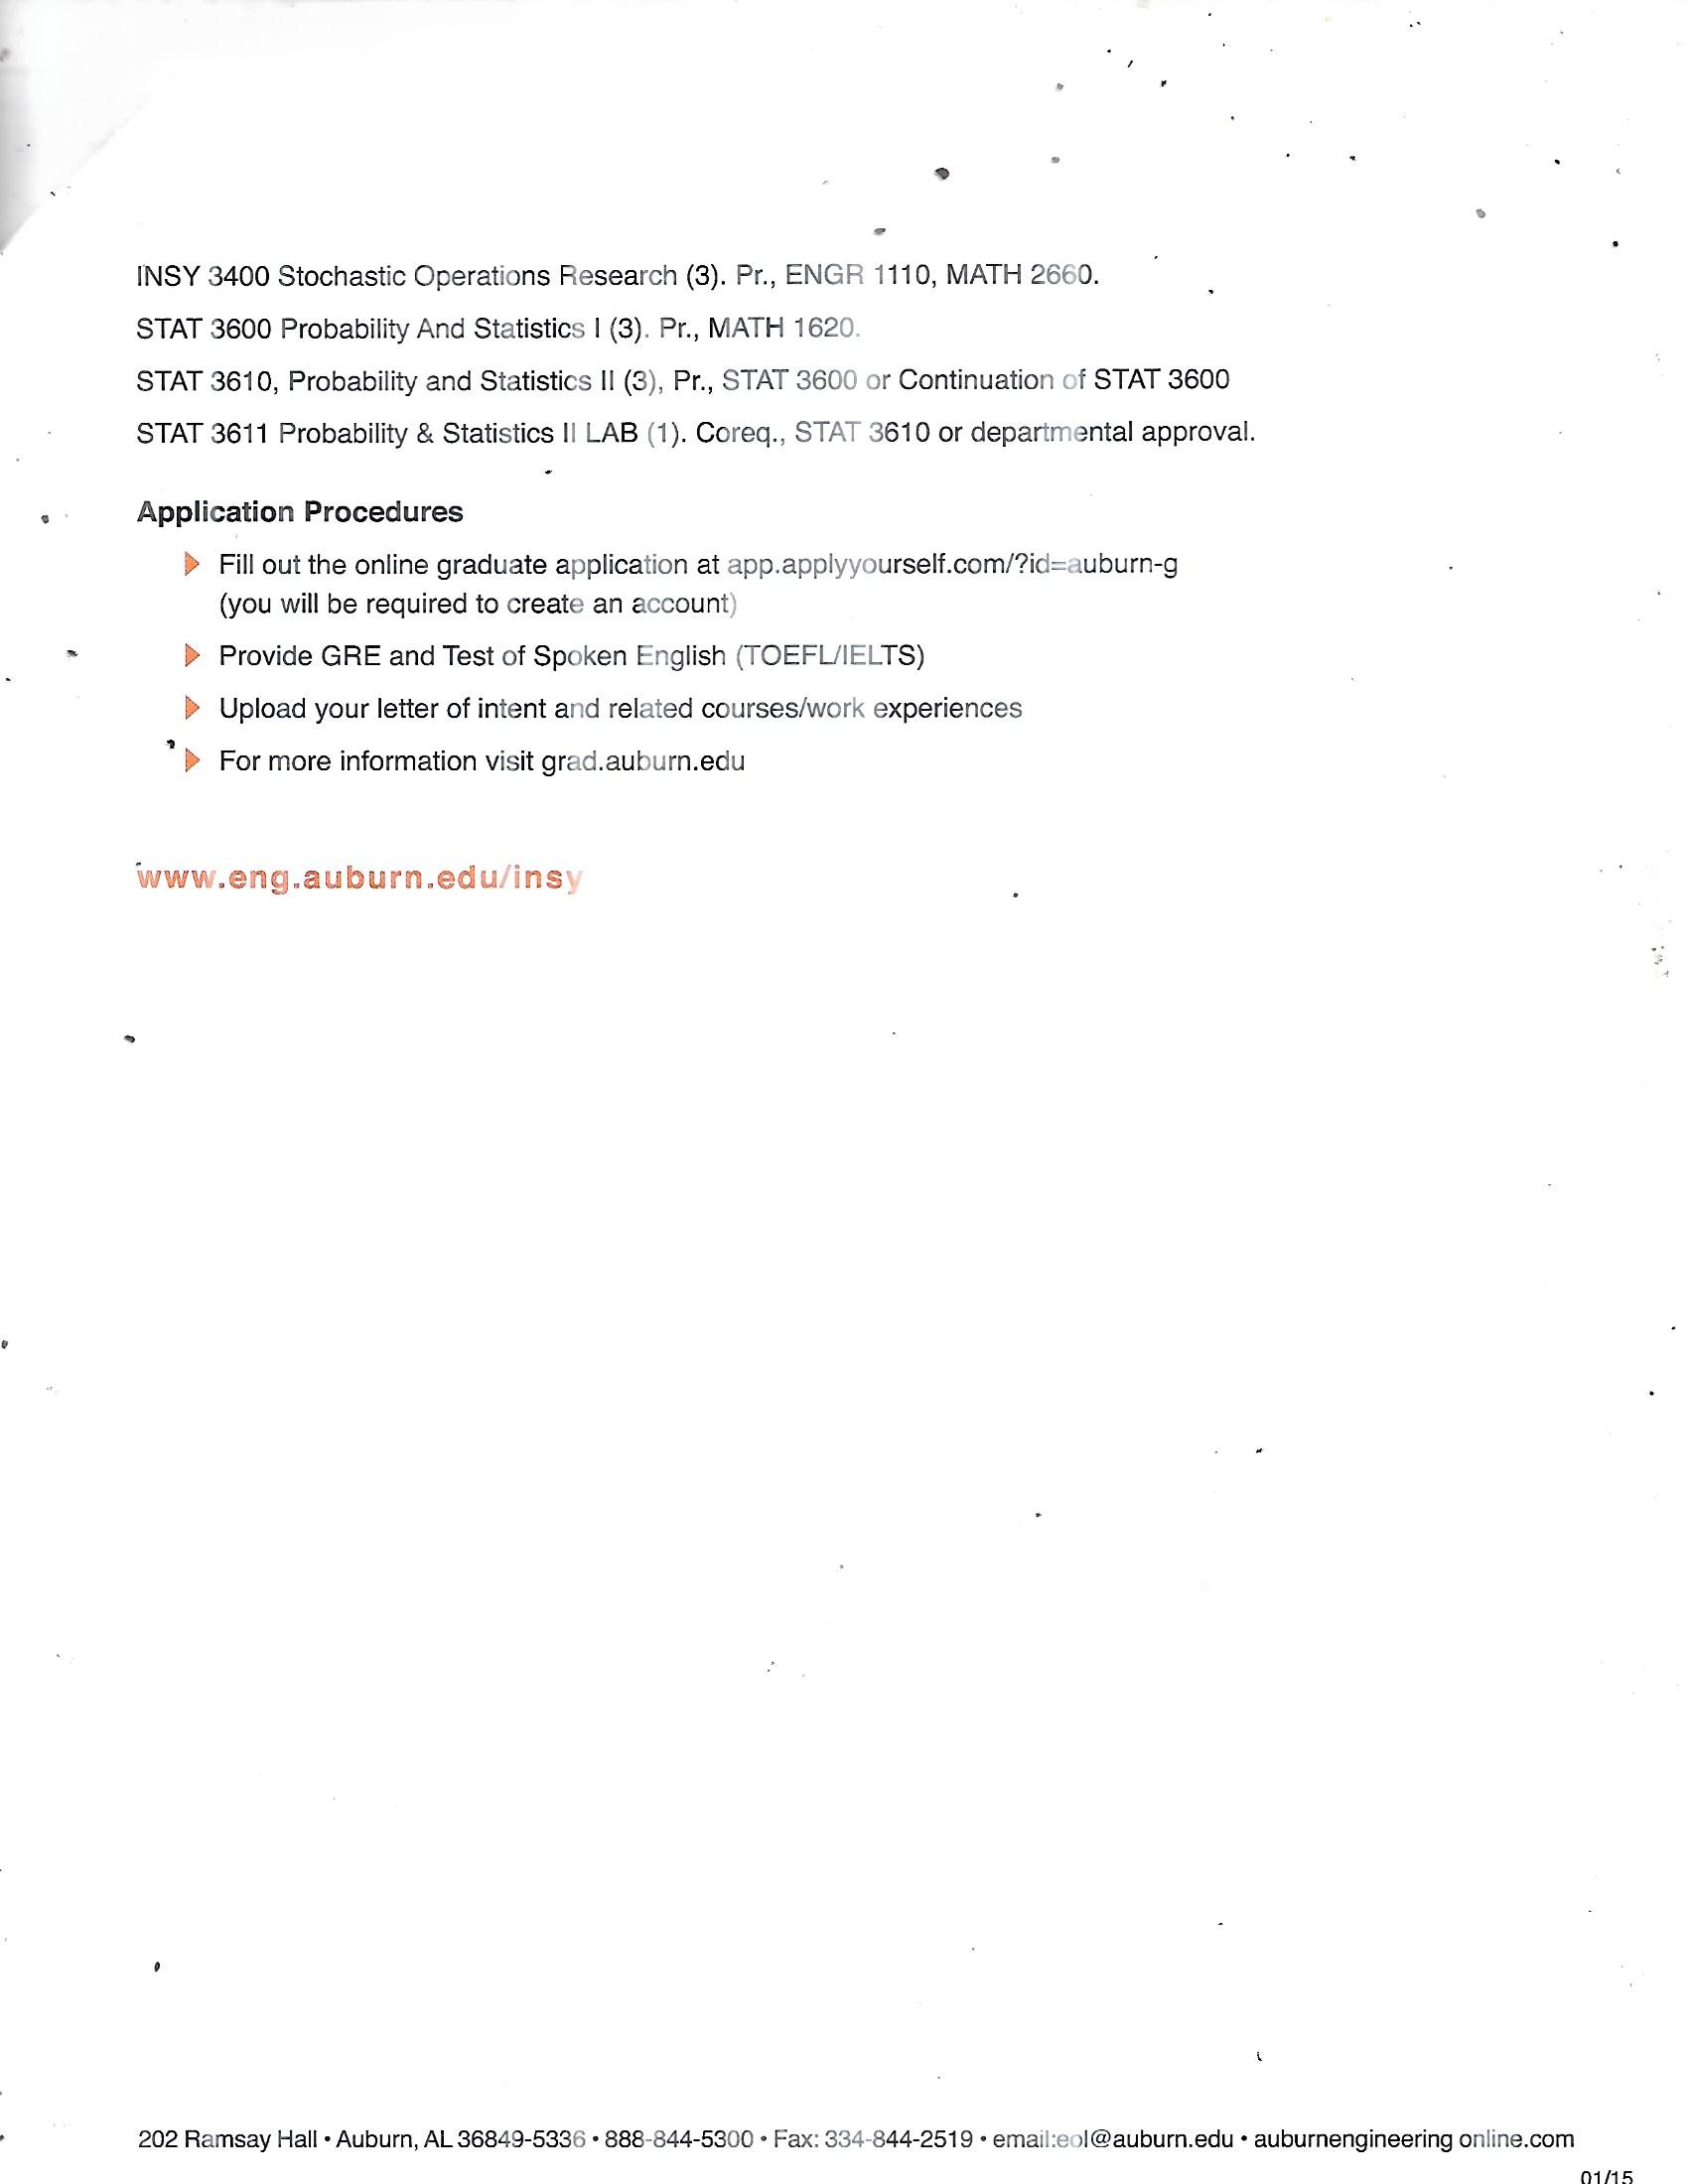 INSY 3400 Stochastic Operations Research (3). Pr., ENGR 1110, MATH 2660.
STAT 3600 Probability And Statistics I (3). Pr., MATH 1620.
STAT 3610, Probability and Statistics II (3), Pr., STAT 3600 or Continuation of STAT 3600
STAT 3611 Probability & Statistics II LAB (1). Coreq., STAT 3610 or departmental approval.
Application Procedures
Fill out the online graduate application at app.applyyourself.com/?id=auburn-g
(you will be required to create an account)
Provide GRE and Test of Spoken English (TOEFL/IELTS)
Upload your letter of intent and related courses/work experiences
For more information visit grad.auburn.edu
www.eng.auburn.edu/insy
202 Ramsay Hall • Auburn, AL 36849-5336 • 888-844-5300 • Fax: 334-844-2519 • email:eol@auburn.edu • auburnengineering online.com
01/15